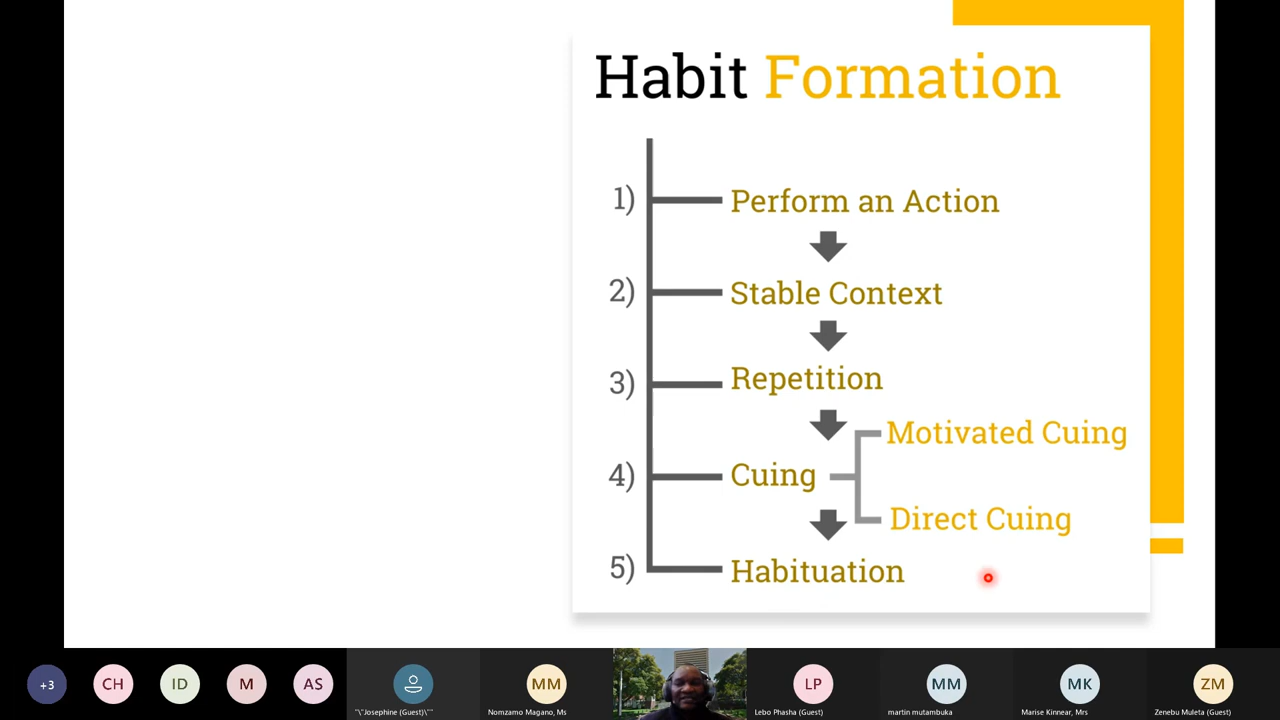 Habit Formation
1) Perform an Action
2) Stable Context
3) Repetition
Motivated Cuing
4) Cuing
Direct Cuing
5) Habituation
+3
CH
ID
M
AS
"\"Josephine (Guest)\""
MM
Nomzamo Magano, Ms
LP
Lebo Phasha (Guest)
MM
martin mutambuka
MK
Marise Kinnear, Mrs
ZM
Zenebu Muleta (Guest)